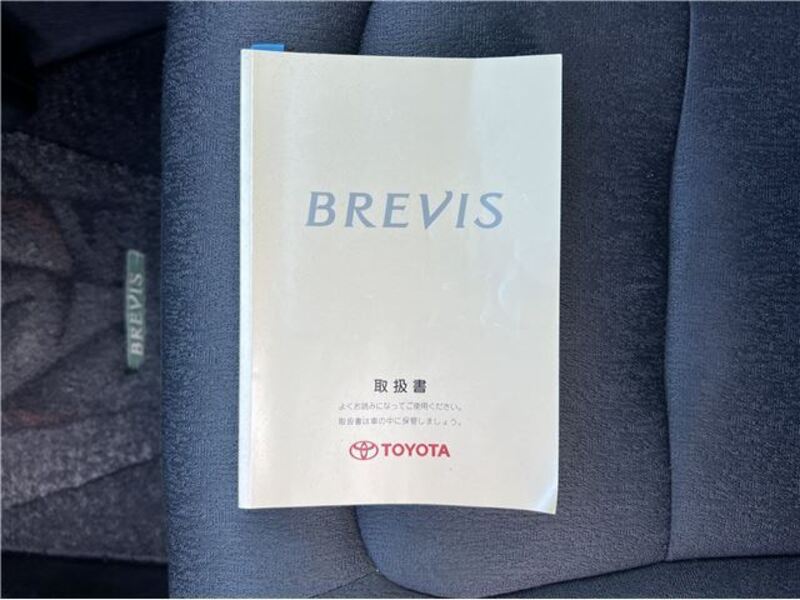 BREVIS
取扱書
よくお読みになってご使用ください。
取扱書は車の中に保管しましょう。
TOYOTA
BREVIS